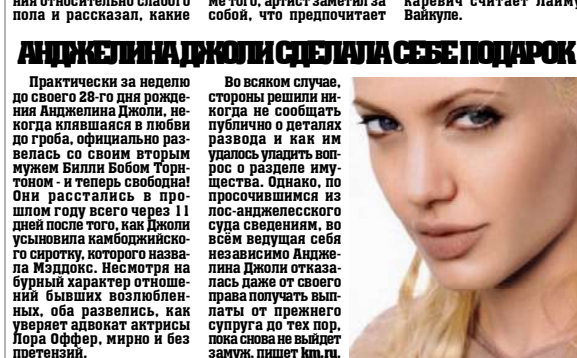 ния относительно слабого
пола и рассказал, какие
ме того, артист заметил за
собой, что предпочитает
каревич считает Лайму
Вайкуле.
АНДЖЕЛИНА ДЖОЛИ СДЕЛАЛА СЕБЕ ПОДАРОК
Практически за неделю
до своего 28-го дня рожде-
ния Анджелина Джоли, не-
когда клявшаяся в любви
до гроба, официально раз-
велась со своим вторым
мужем Билли Бобом Торн-
тоном - и теперь свободна!
Они расстались в про-
шлом году всего через 11
дней после того, как Джоли
усыновила камбоджийско-
го сиротку, которого назва-
ла Мэддокс. Несмотря на
бурный характер отноше-
ний бывших возлюблен-
ных, оба развелись, как
уверяет адвокат актрисы
Лора Оффер, мирно и без
претензий.
Во всяком случае,
стороны решили ни-
когда не сообщать
публично о деталях
развода и как им
удалось уладить воп-
рос о разделе иму-
щества. Однако, по
просочившимся из
лос-анджелесского
суда сведениям, во
всём ведущая себя
независимо Андже-
лина Джоли отказа-
лась даже от своего
права получать вып-
латы от прежнего
супруга до тех пор,
пока снова не выйдет
замуж, пишет km.ru.